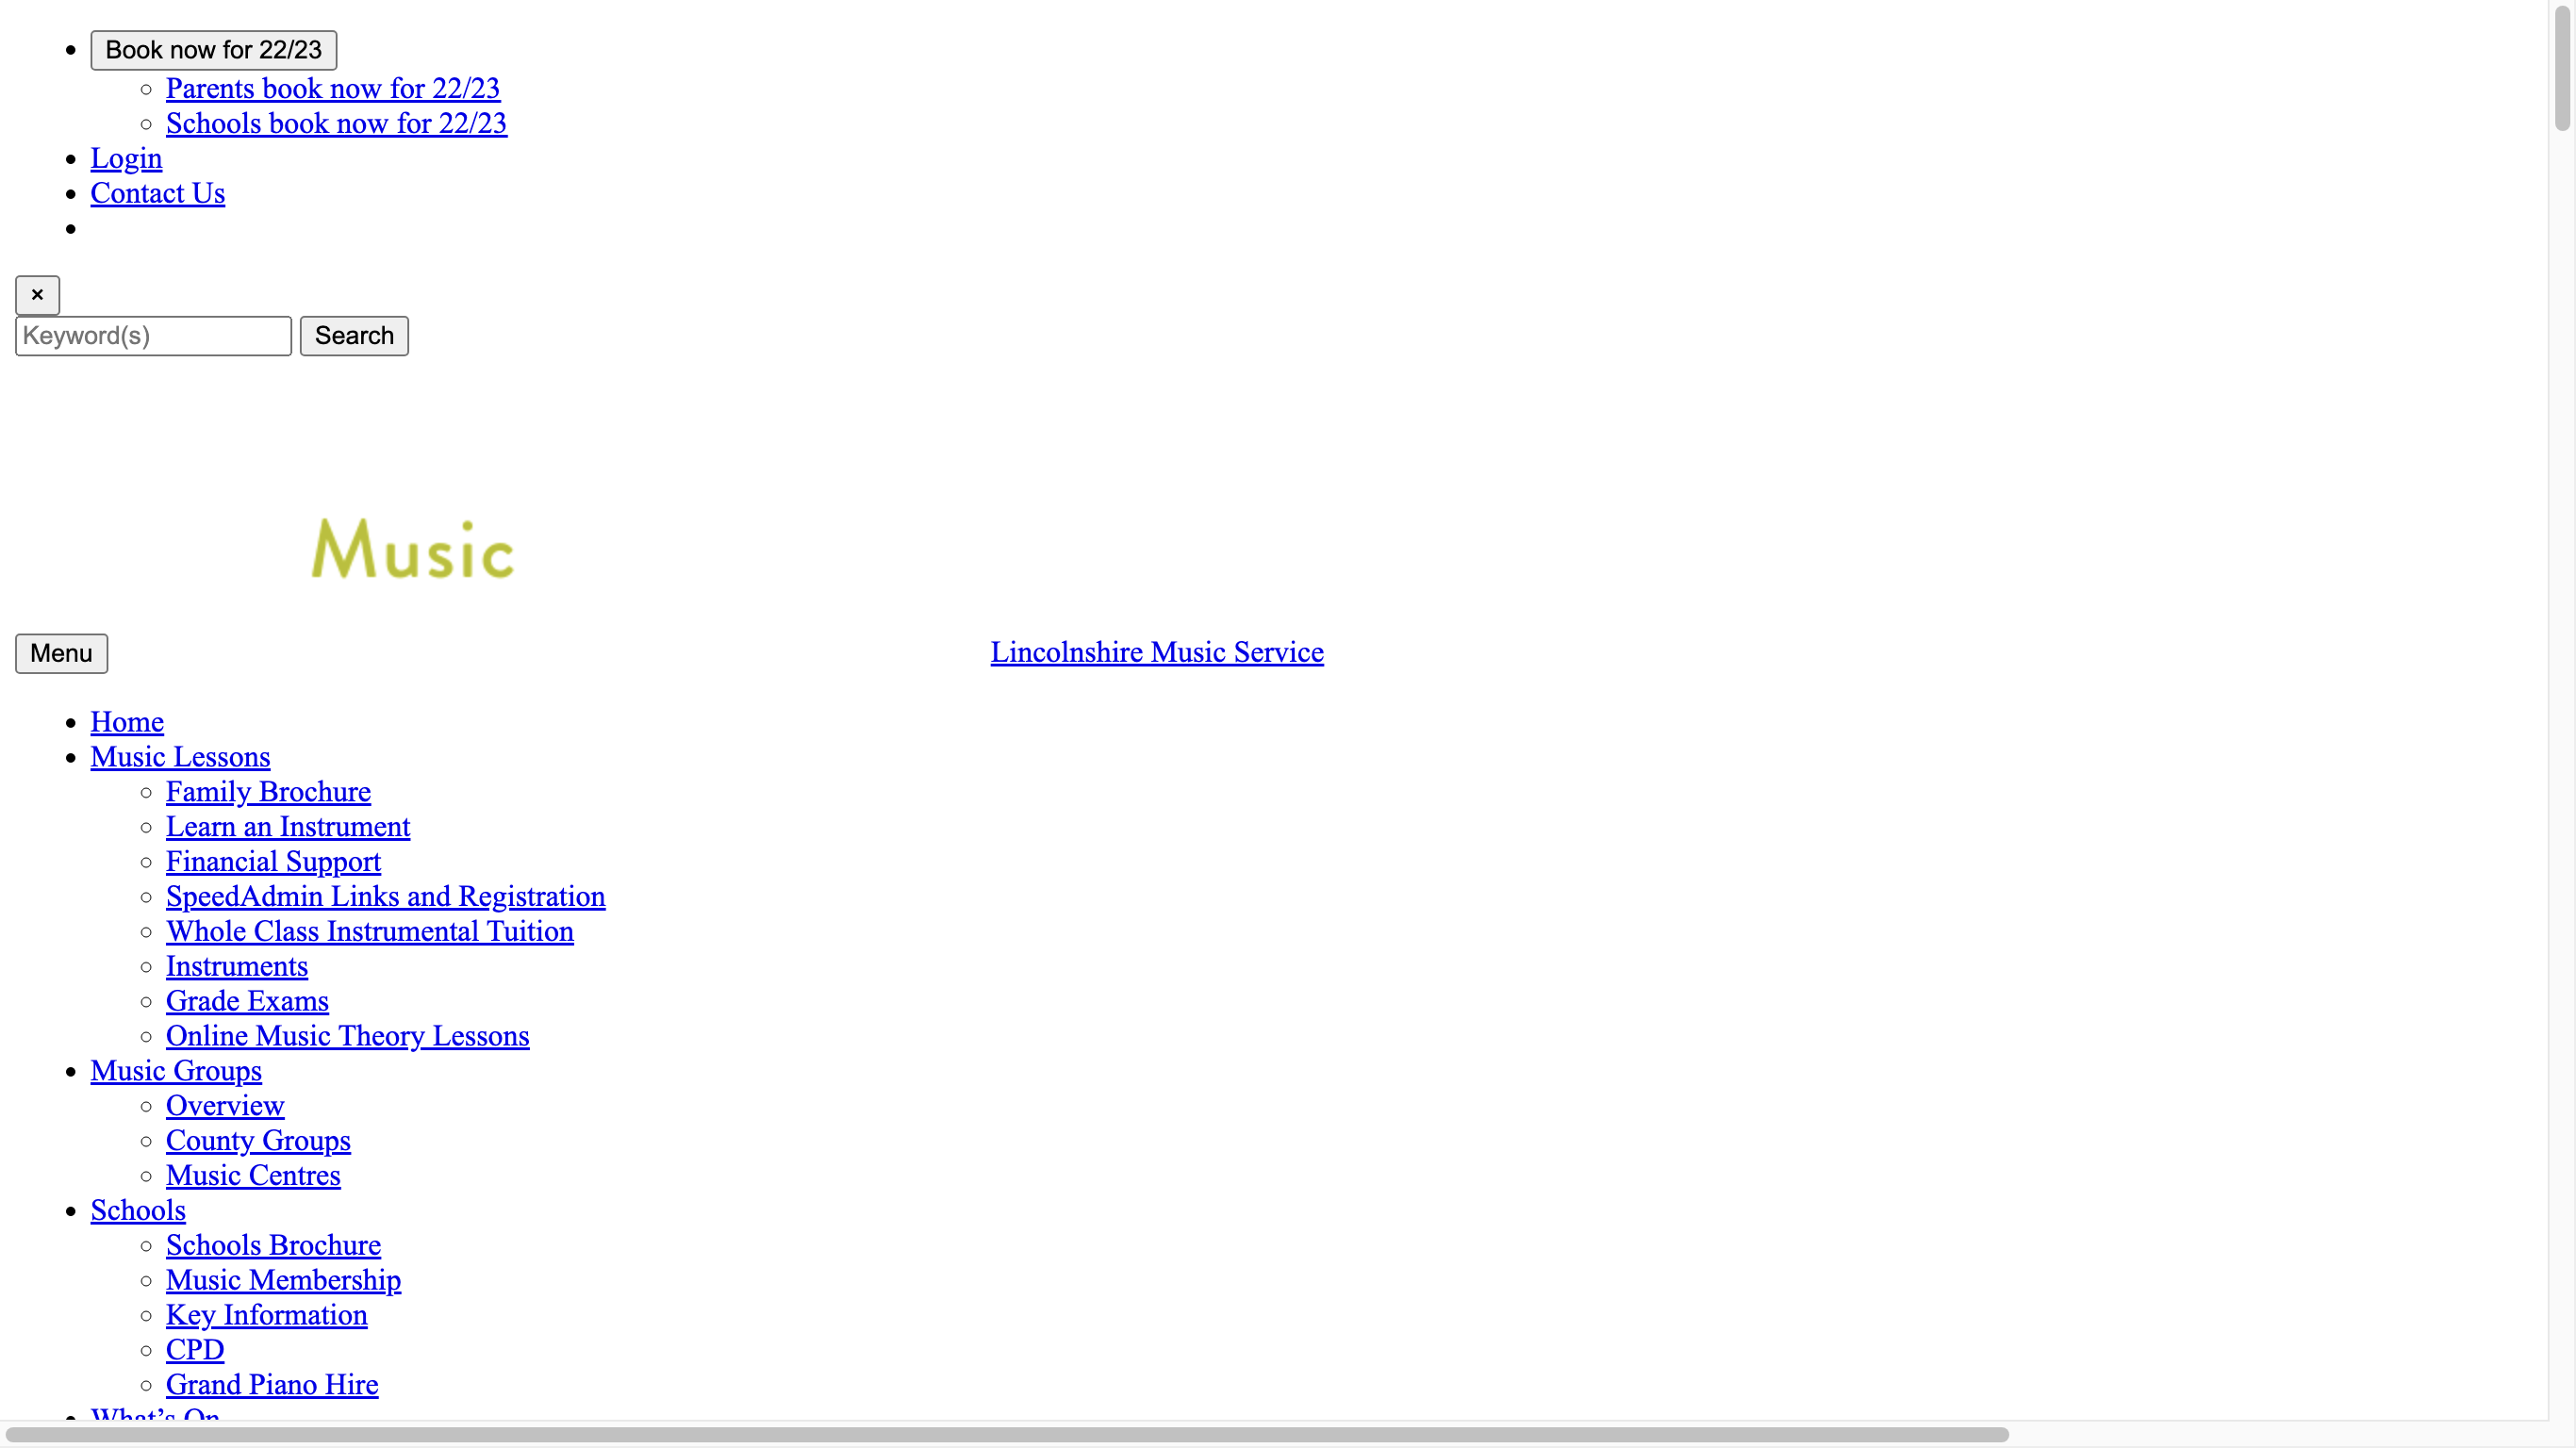 Book now for 22/23
Parents book now for 22/23
Schools book now for 22/23
Login
Contact Us
×
Keyword(s) Search
Music
Menu Lincolnshire Music Service
Home
Music Lessons
Family Brochure
Learn an Instrument
Financial Support
SpeedAdmin Links and Registration
Whole Class Instrumental Tuition
Instruments
Grade Exams
Online Music Theory Lessons
Music Groups
Overview
County Groups
Music Centres
Schools
Schools Brochure
Music Membership
Key Information
CPD
Grand Piano Hire
What’s On